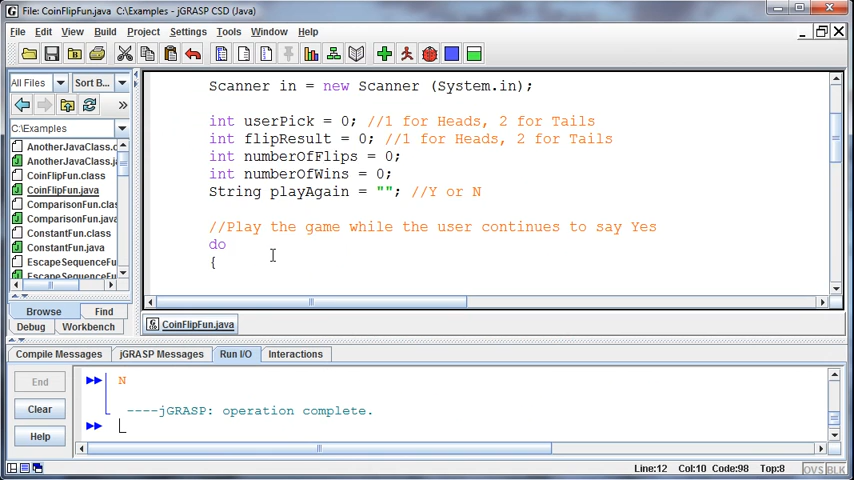 File: CoinFlipFun.java C:\Examples - jGRASP CSD (Java)
File Edit View Build Project Settings Tools Window Help
All Files Sort B...
C:\Examples
AnotherJavaClass.c
AnotherJavaClass.j
CoinFlipFun.class
CoinFlipFun.java
ComparisonFun.clas
ComparisonFun.java
ConstantFun.class
ConstantFun.java
EscapeSequenceFu
EscapeSequenceFu
Browse Find
Debug Workbench
Scanner in = new Scanner (System.in);
int userPick = 0; //1 for Heads, 2 for Tails
int flipResult = 0; //1 for Heads, 2 for Tails
int numberOfFlips = 0;
int numberOfWins = 0;
String playAgain = ""; //Y or N
//Play the game while the user continues to say Yes
do
{
CoinFlipFun.java
Compile Messages jGRASP Messages Run I/O Interactions
End
Clear
Help
N
----jGRASP: operation complete.
Line:12 Col:10 Code:98 Top:8 OVS BLK